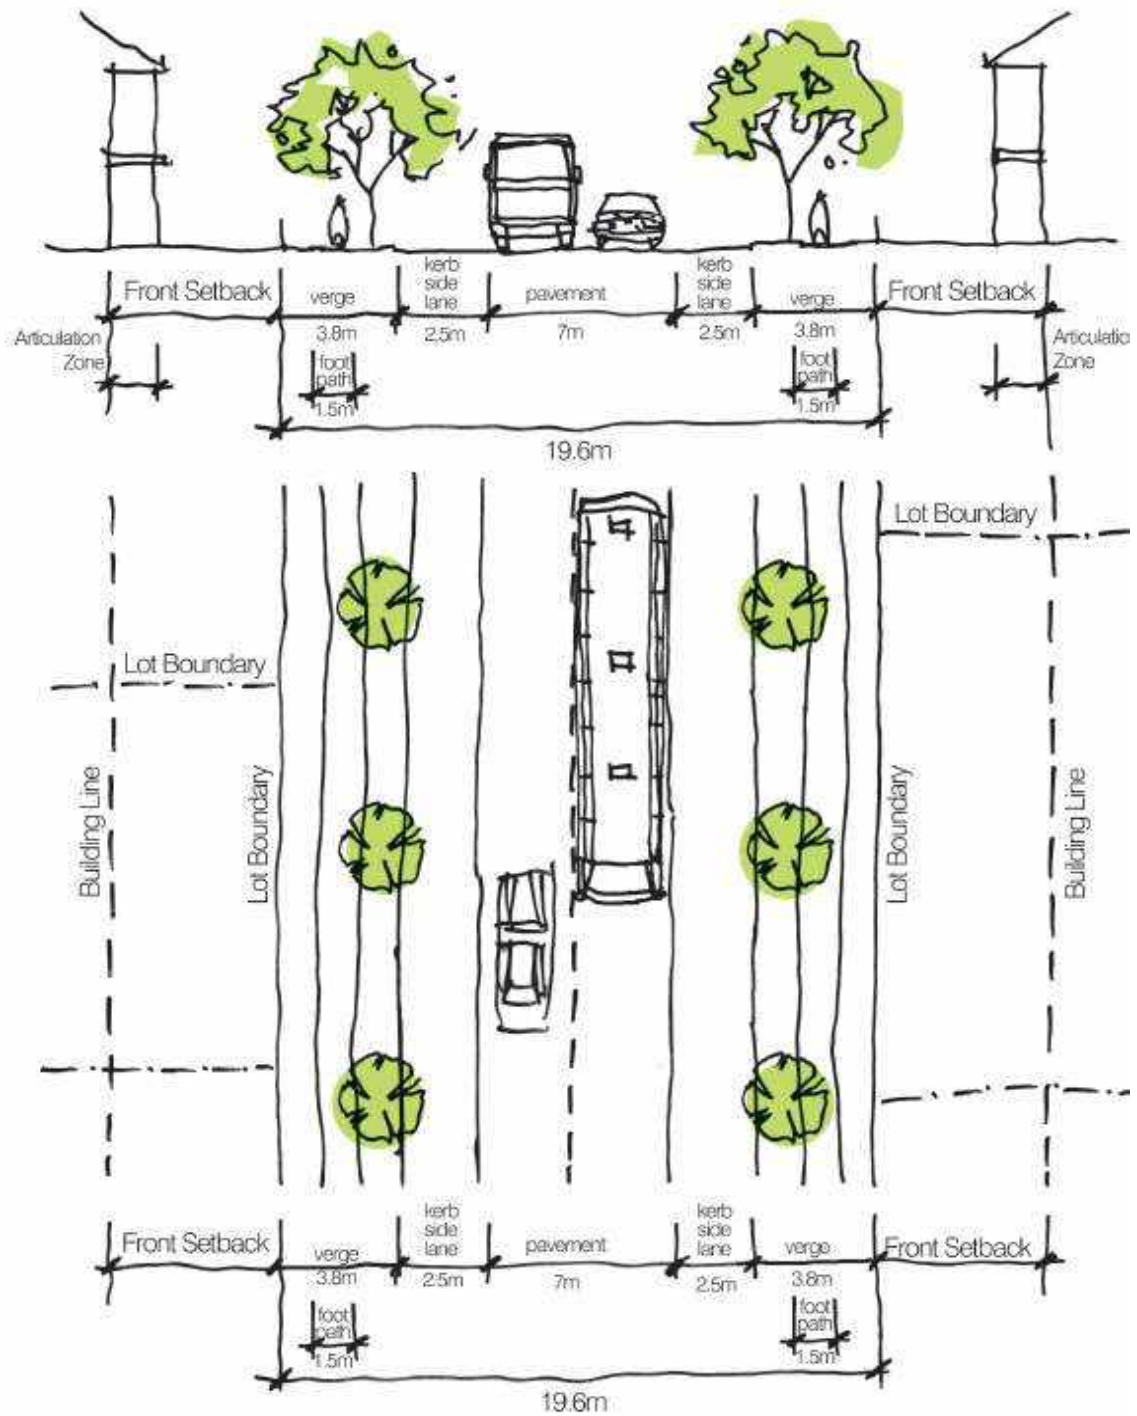 kerb
side
lane
kerb
side
lane
Front Setback
verge
pavement
verge
Front Setback
3.8m
2.5m
7m
2.5m
3.8m
Articulation
Zone
foot
path
1.5m
foot
path
1.5m
Articulatio
Zone
19.6m
Lot Boundary
Lot Boundary
Building Line
Lot Boundary
Lot Boundary
Building Line
kerb
side
lane
kerb
side
lane
Front Setback
verge
pavement
verge
Front Setback
3.8m
2.5m
7m
2.5m
3.8m
foot
path
1.5m
foot
path
1.5m
19.6m